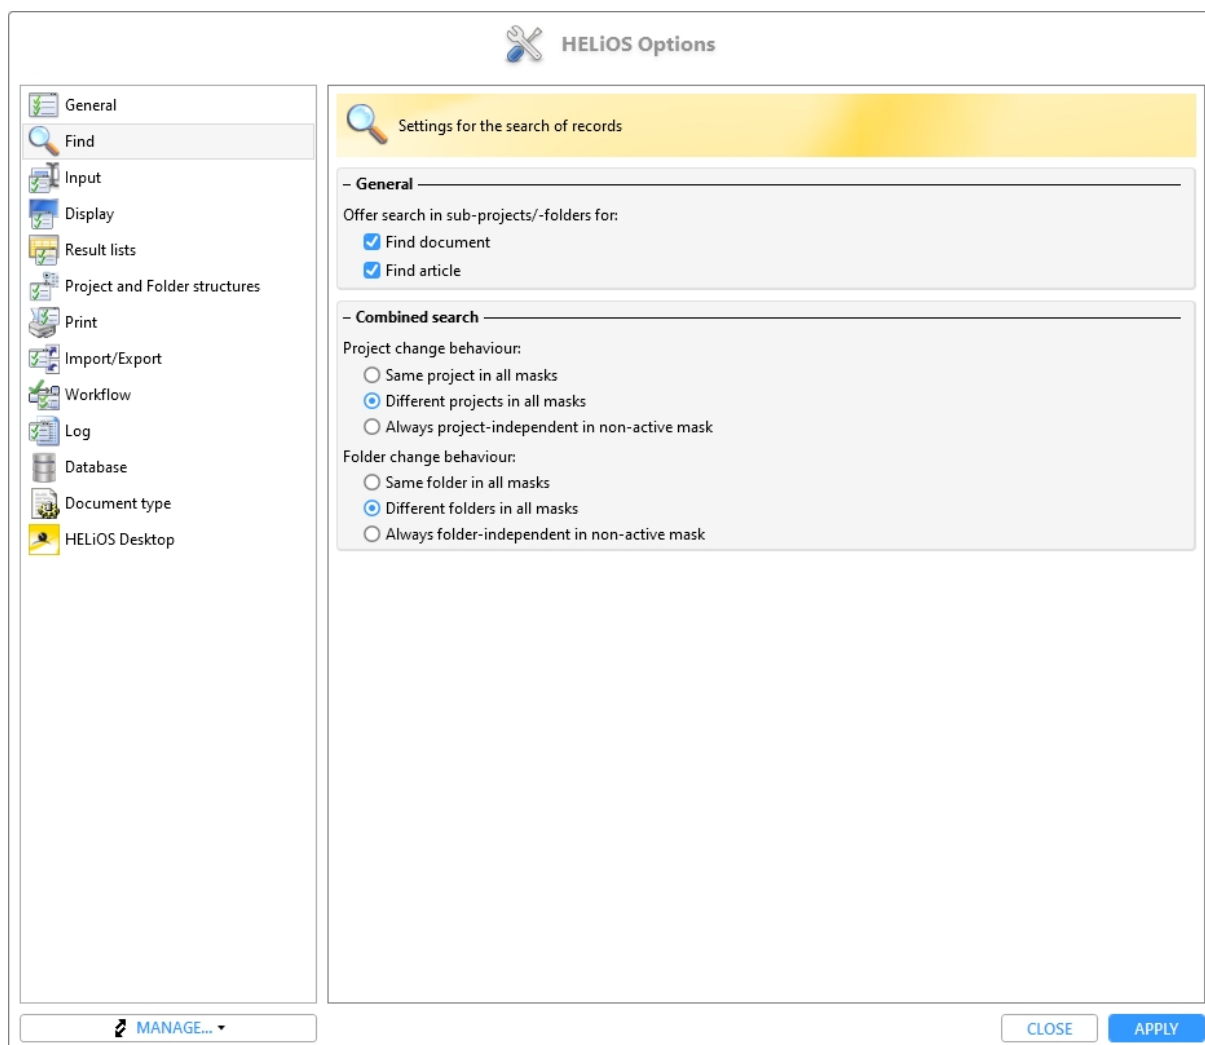 HELiOS Options
General
Find
Input
Display
Result lists
Project and Folder structures
Print
Import/Export
Workflow
Log
Database
Document type
HELiOS Desktop
Settings for the search of records
General
Offer search in sub-projects/-folders for:
Find document
Find article
Combined search
Project change behaviour:
Same project in all masks
Different projects in all masks
Always project-independent in non-active mask
Folder change behaviour:
Same folder in all masks
Different folders in all masks
Always folder-independent in non-active mask
MANAGE...
CLOSE
APPLY